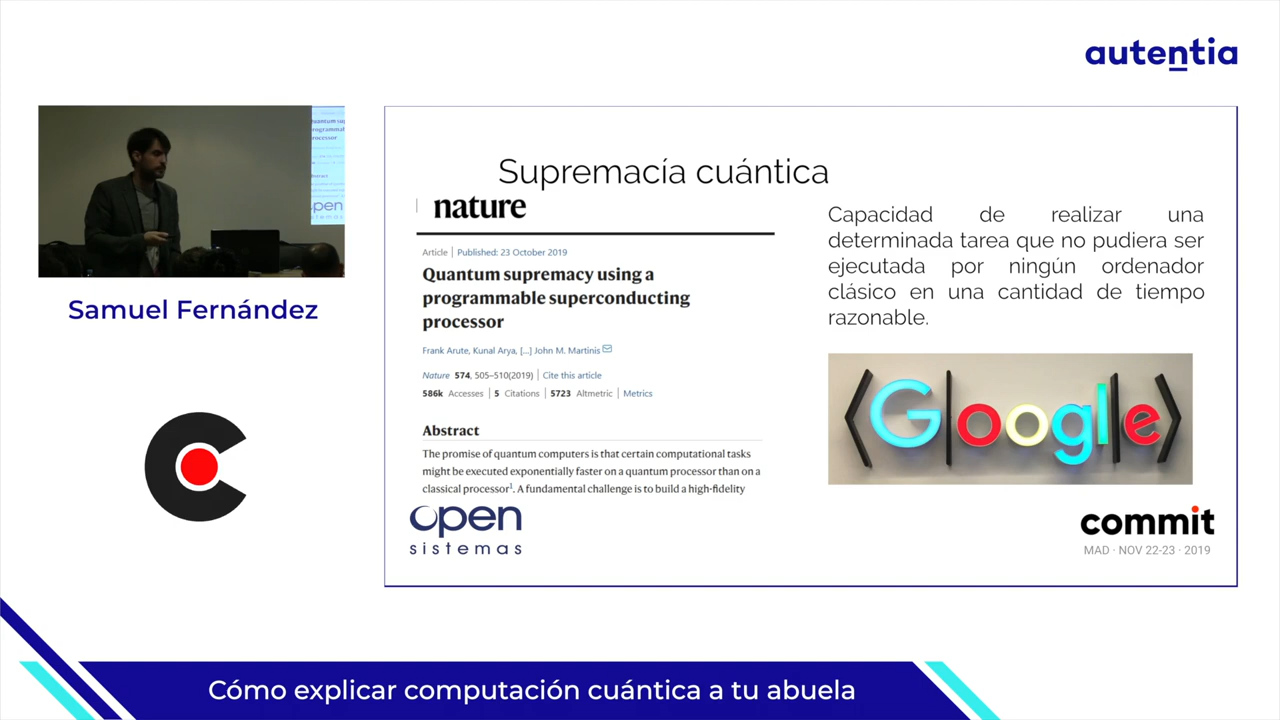 autentia
Supremacía cuántica
nature
Article | Published: 23 October 2019
Quantum supremacy using a
programmable superconducting
processor
Frank Arute, Kunal Arya, [...] John M. Martinis
Nature 574, 505–510(2019) | Cite this article
586k Accesses | 5 Citations | 5723 Altmetric | Metrics
Abstract
The promise of quantum computers is that certain computational tasks
might be executed exponentially faster on a quantum processor than on a
classical processor1. A fundamental challenge is to build a high-fidelity
Capacidad de realizar una
determinada tarea que no pudiera ser
ejecutada por ningún ordenador
clásico en una cantidad de tiempo
razonable.
<Google>
open
sistemas
commit
MAD · NOV 22-23 · 2019
Samuel Fernández
Cómo explicar computación cuántica a tu abuela